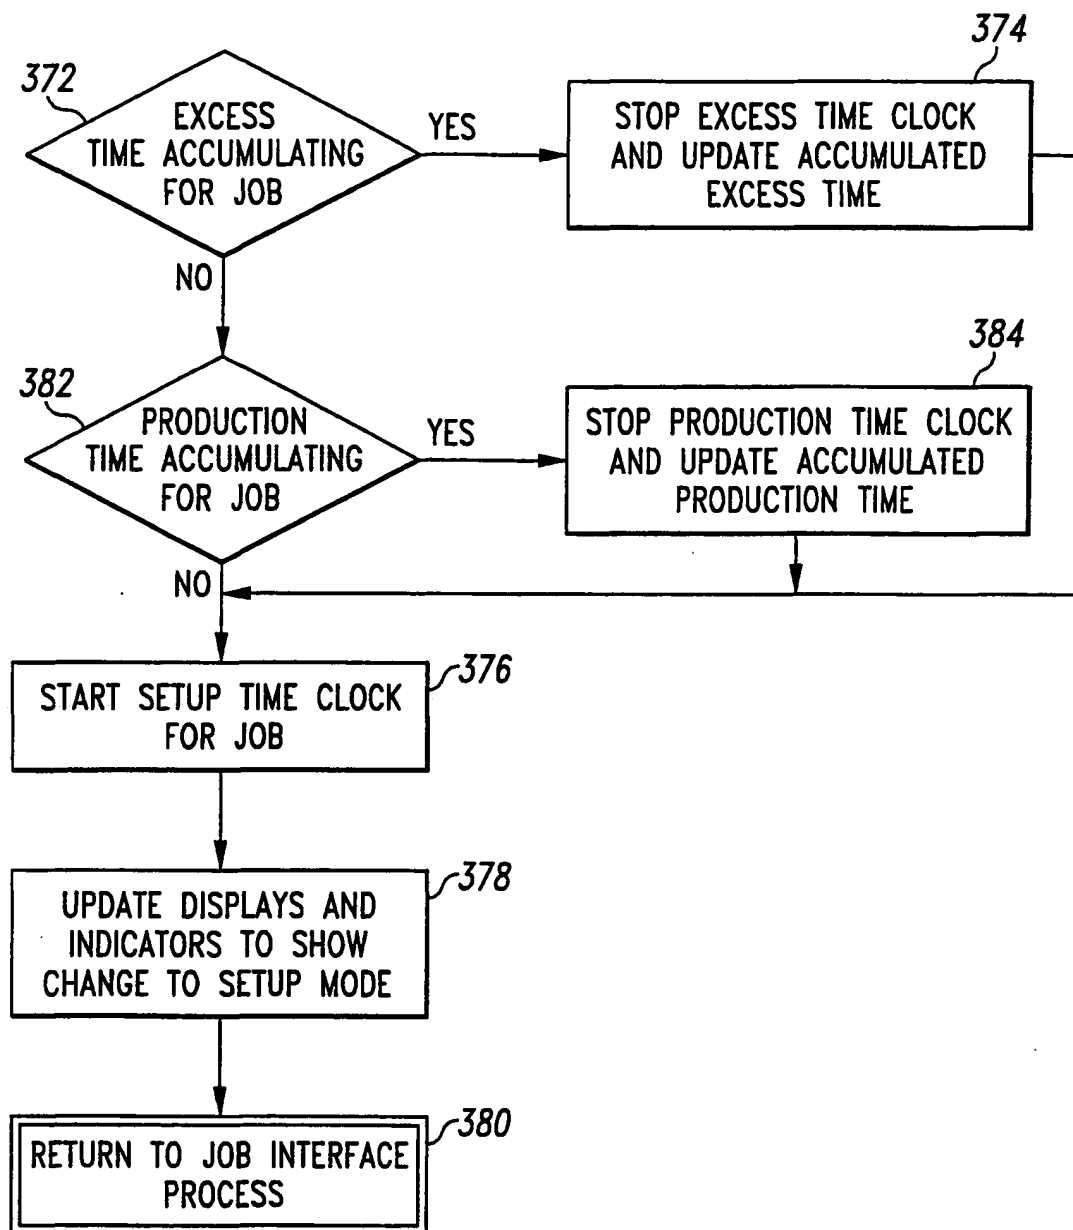 374
372
EXCESS
TIME ACCUMULATING
FOR JOB
YES
STOP EXCESS TIME CLOCK
AND UPDATE ACCUMULATED
EXCESS TIME
NO
384
382
PRODUCTION
TIME ACCUMULATING
FOR JOB
YES
STOP PRODUCTION TIME CLOCK
AND UPDATE ACCUMULATED
PRODUCTION TIME
NO
376
START SETUP TIME CLOCK
FOR JOB
378
UPDATE DISPLAYS AND
INDICATORS TO SHOW
CHANGE TO SETUP MODE
380
RETURN TO JOB INTERFACE
PROCESS